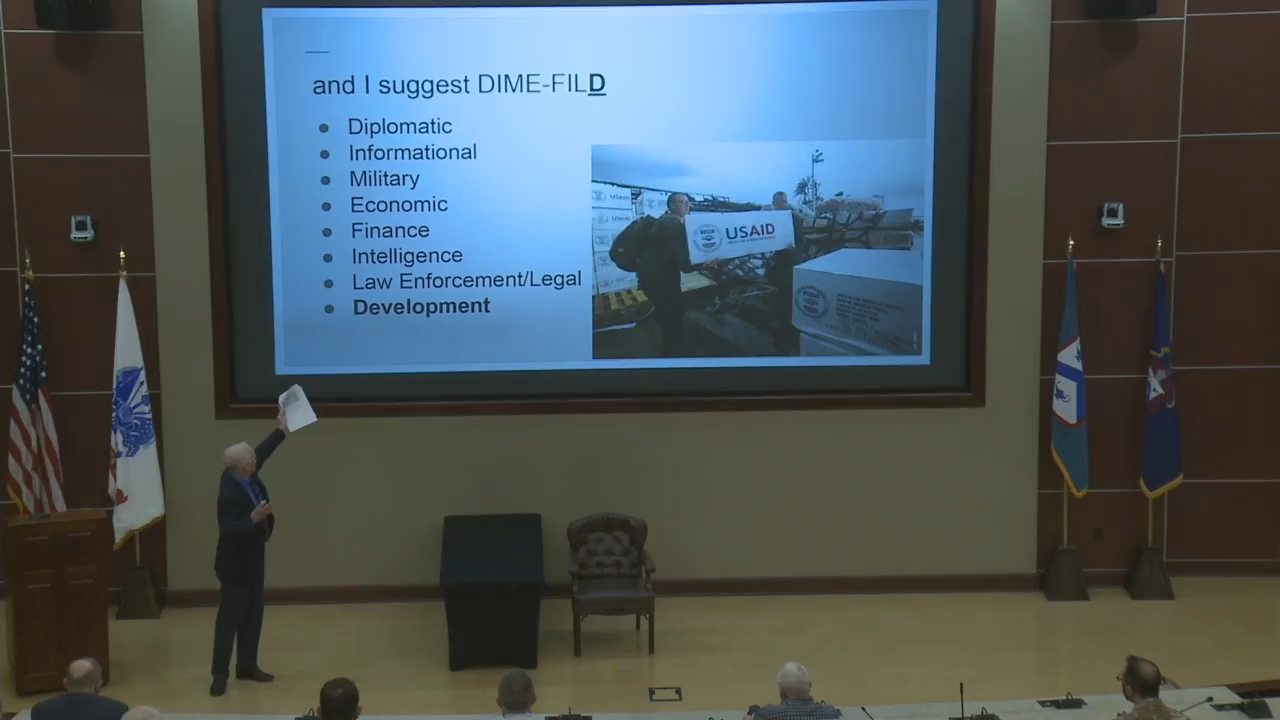 and I suggest DIME-FILD
Diplomatic
Informational
Military
Economic
Finance
Intelligence
Law Enforcement/Legal
Development
USAID